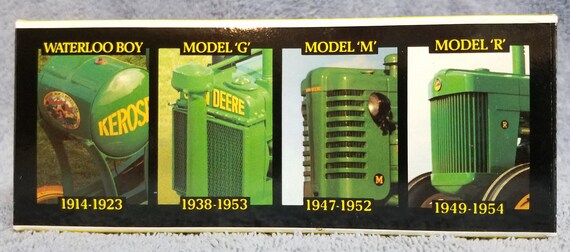 WATERLOO BOY
KEROS
1914-1923
MODEL 'G'
DEERE
1938-1953
MODEL 'M'
M
1947-1952
MODEL 'R'
R
1949-1954